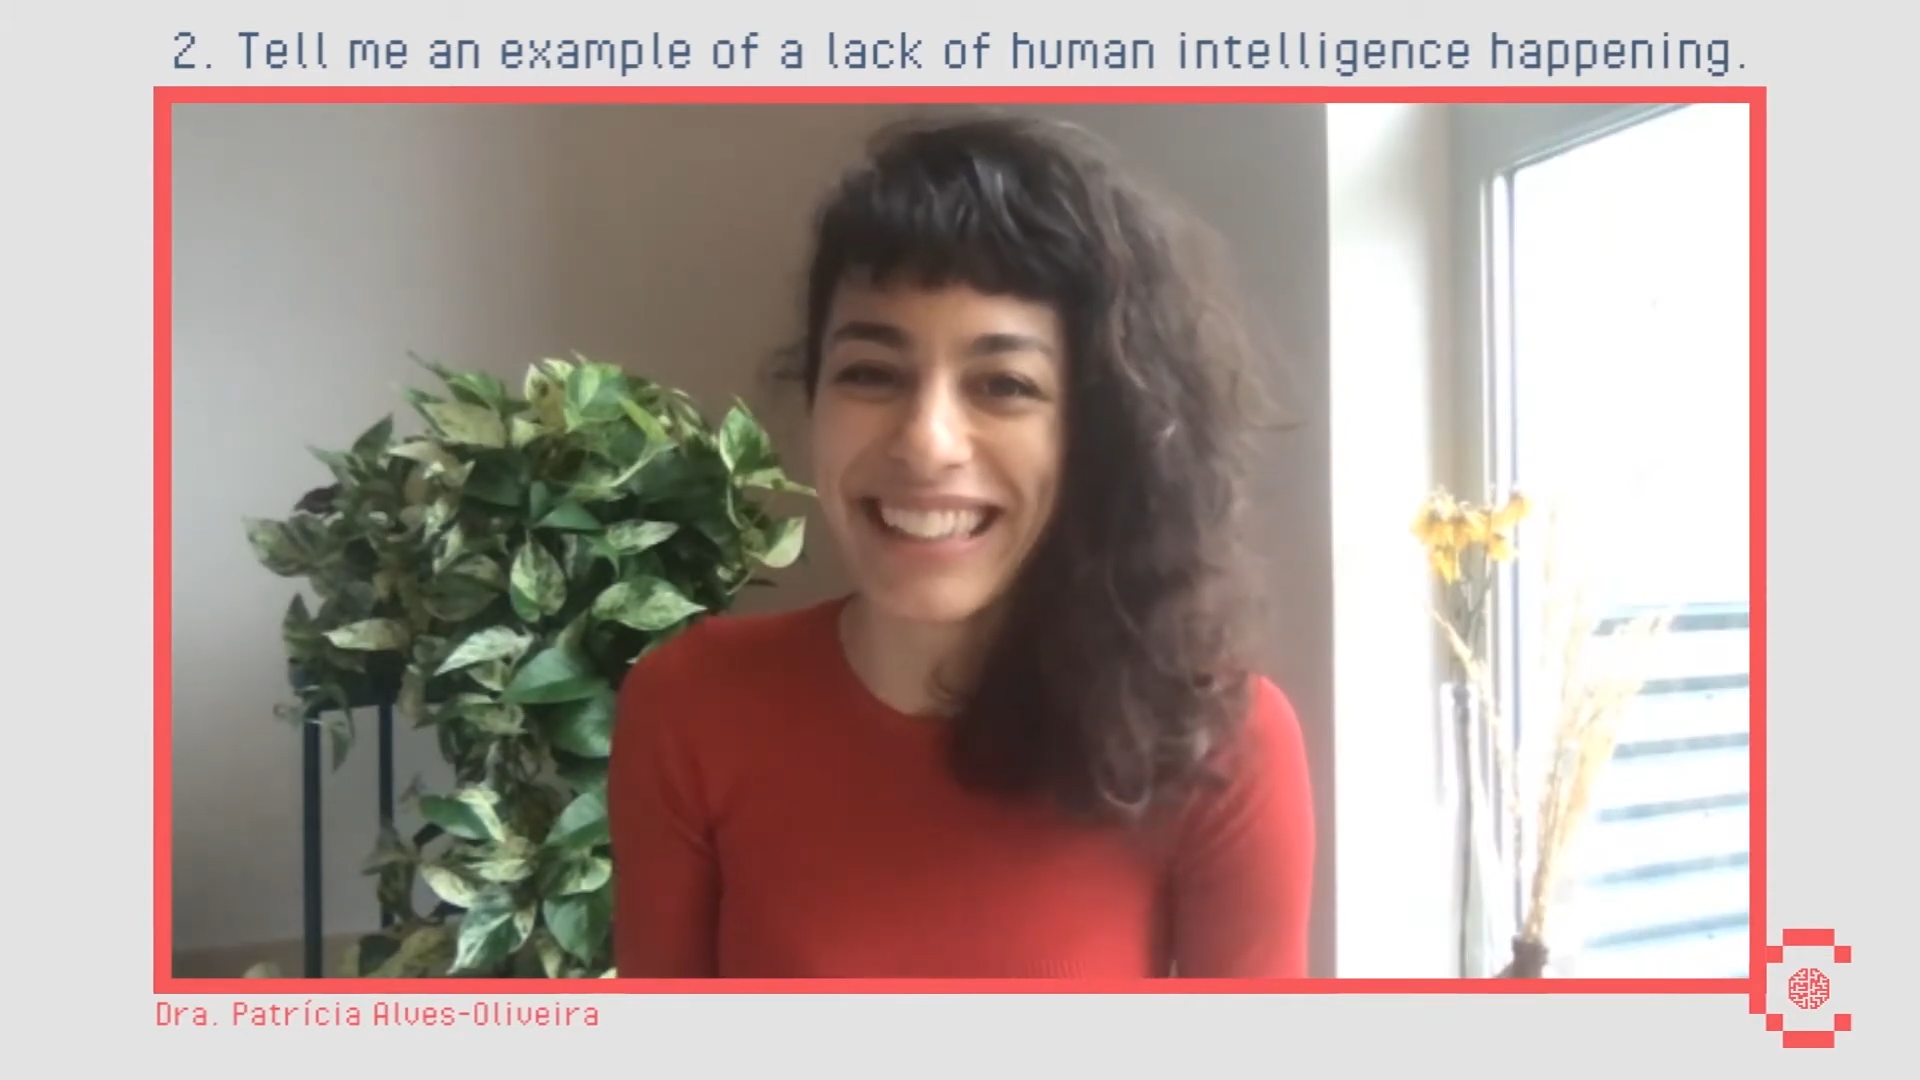 2. Tell me an example of a lack of human intelligence happening.
Dra. Patrícia Alves-Oliveira